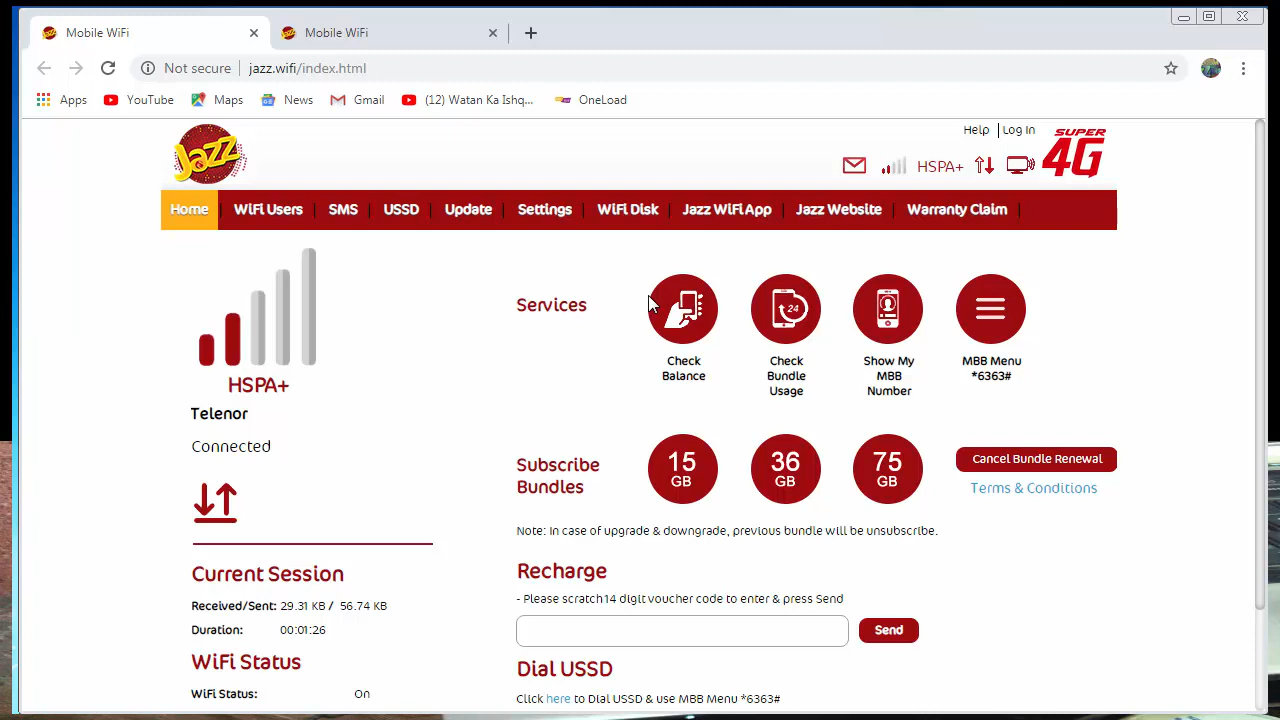 Mobile WiFi
Mobile WiFi
Not secure jazz.wifi/index.html
Apps YouTube Maps News Gmail (12) Watan Ka Ishq... OneLoad
Help Log In
Jazz HSPA+ SUPER 4G
Home WiFi Users SMS USSD Update Settings WiFi Disk Jazz WiFi App Jazz Website Warranty Claim
Services
24
Check Balance
Check Bundle Usage
Show My MBB Number
MBB Menu *6363#
HSPA+
Telenor
Connected
Subscribe Bundles
15 GB
36 GB
75 GB
Cancel Bundle Renewal
Terms & Conditions
Note: In case of upgrade & downgrade, previous bundle will be unsubscribe.
Current Session
Received/Sent: 29.31 KB / 56.74 KB
Duration: 00:01:26
WiFi Status
WiFi Status: On
Recharge
- Please scratch14 digit voucher code to enter & press Send
Send
Dial USSD
Click here to Dial USSD & use MBB Menu *6363#